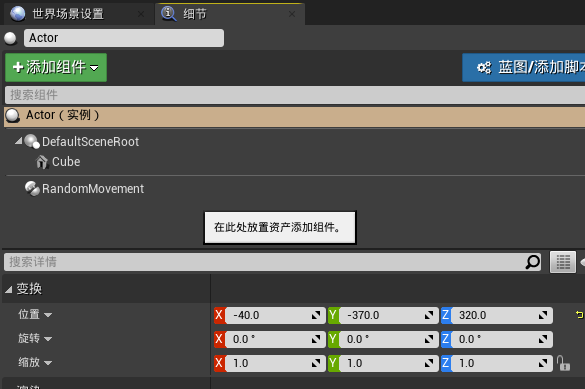 世界场景设置 细节
Actor
+添加组件 蓝图/添加脚本
搜索组件
Actor（实例）
DefaultSceneRoot
Cube
RandomMovement
在此处放置资产添加组件。
搜索详情
变换
位置 X -40.0 Y -370.0 Z 320.0
旋转 X 0.0 ° Y 0.0 ° Z 0.0 °
缩放 X 1.0 Y 1.0 Z 1.0